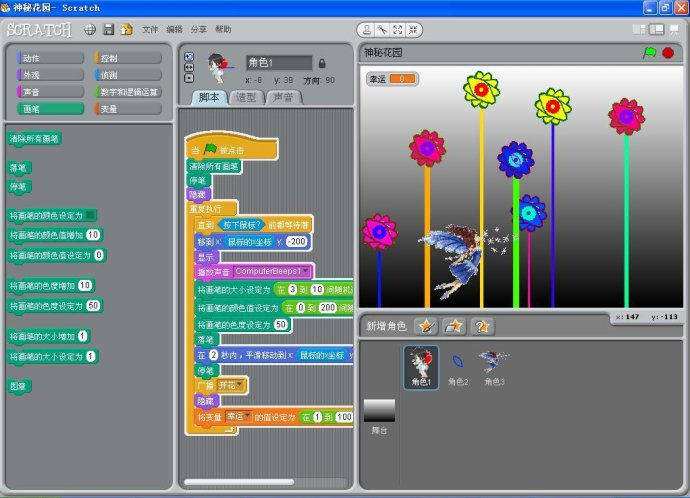 神秘花园- Scratch
SCRATCH 文件 编辑 分享 帮助
动作 控制
外观 侦测
声音 数字和逻辑运算
画笔 变量
清除所有画笔
落笔
停笔
将画笔的颜色设定为
将画笔的颜色值增加 10
将画笔的颜色值设定为 0
将画笔的色度增加 10
将画笔的色度设定为 50
将画笔的大小增加 1
将画笔的大小设定为 1
图章
角色1
x: -8 y: 39 方向: 90
脚本 造型 声音
当 被点击
清除所有画笔
停笔
隐藏
重复执行
直到 按下鼠标? 前都等待着
移到 x: 鼠标的x坐标 y: -200
显示
播放声音 ComputerBeeps1
将画笔的大小设定为 在 3 到 10 间随机
将画笔的颜色值设定为 在 0 到 200 间随
将画笔的色度设定为 50
落笔
在 2 秒内，平滑移动到 x: 鼠标的x坐标 y
停笔
广播 开花
隐藏
将变量 幸运 的值设定为 在 1 到 100
神秘花园
幸运 0
x: 147 y: -113
新增角色
角色1 角色2 角色3
舞台